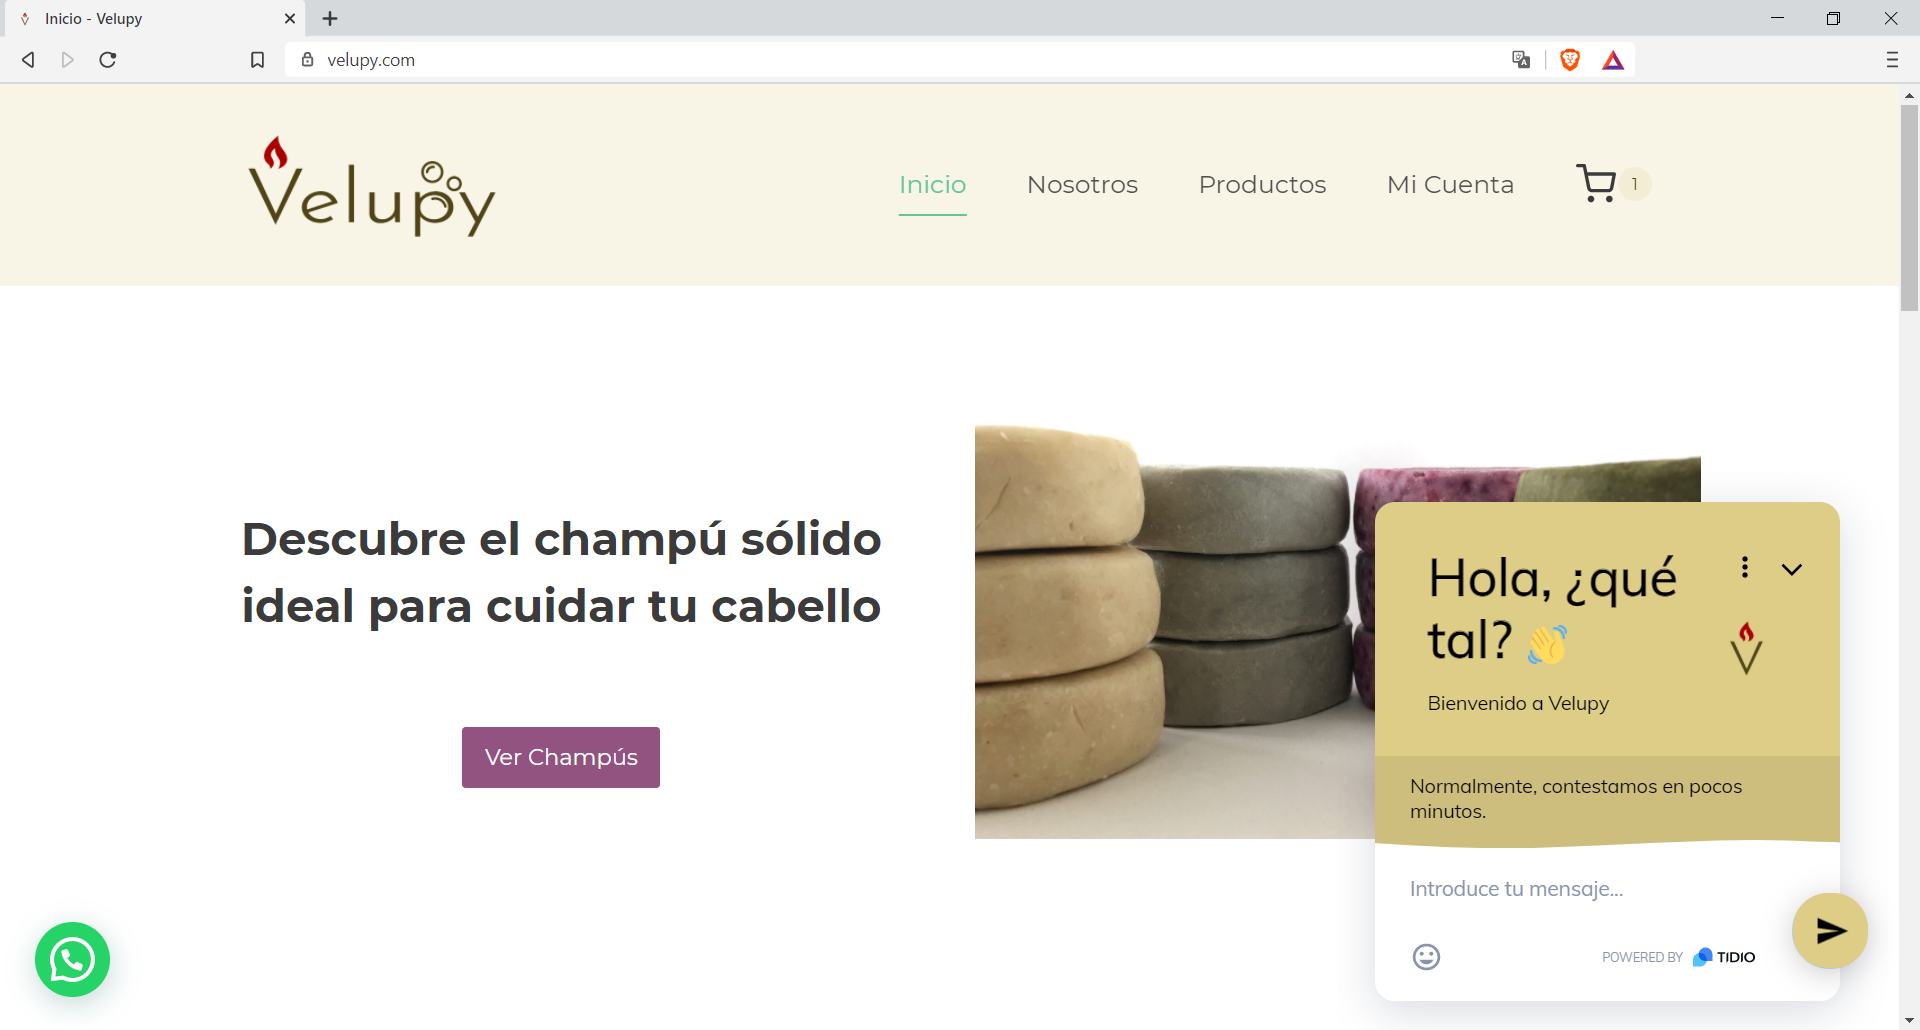 Inicio - Velupy
velupy.com
Velupy
Inicio
Nosotros
Productos
Mi Cuenta
1
Descubre el champú sólido
ideal para cuidar tu cabello
Ver Champús
Hola, ¿qué
tal? 👋
Bienvenido a Velupy
Normalmente, contestamos en pocos
minutos.
Introduce tu mensaje...
POWERED BY TIDIO